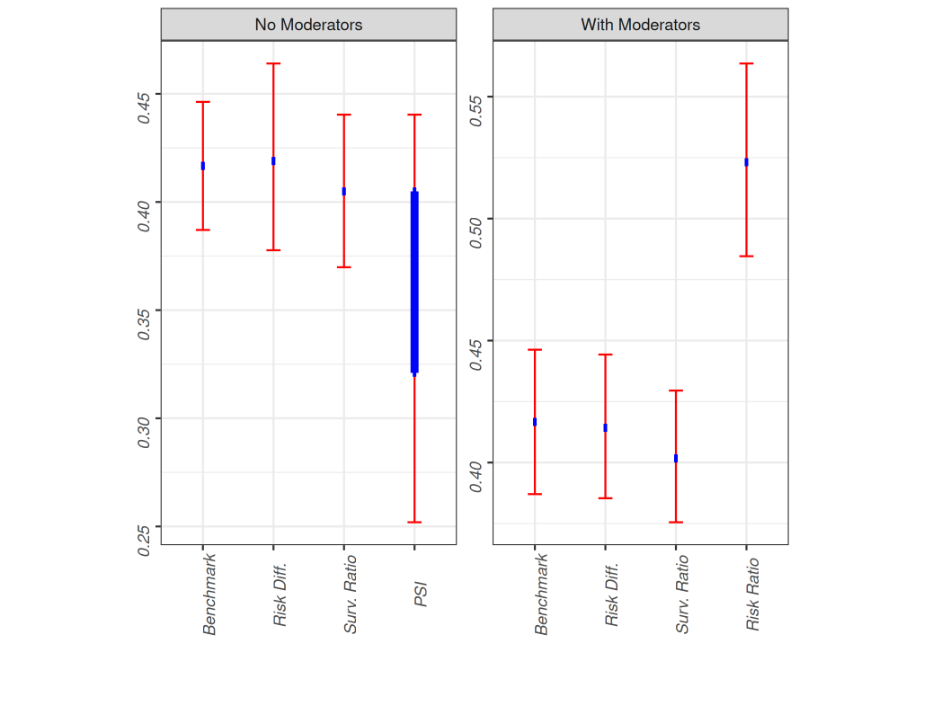 No Moderators
With Moderators
0.45
0.40
0.35
0.30
0.25
0.55
0.50
0.45
0.40
Benchmark
Risk Diff.
Surv. Ratio
PSI
Benchmark
Risk Diff.
Surv. Ratio
Risk Ratio